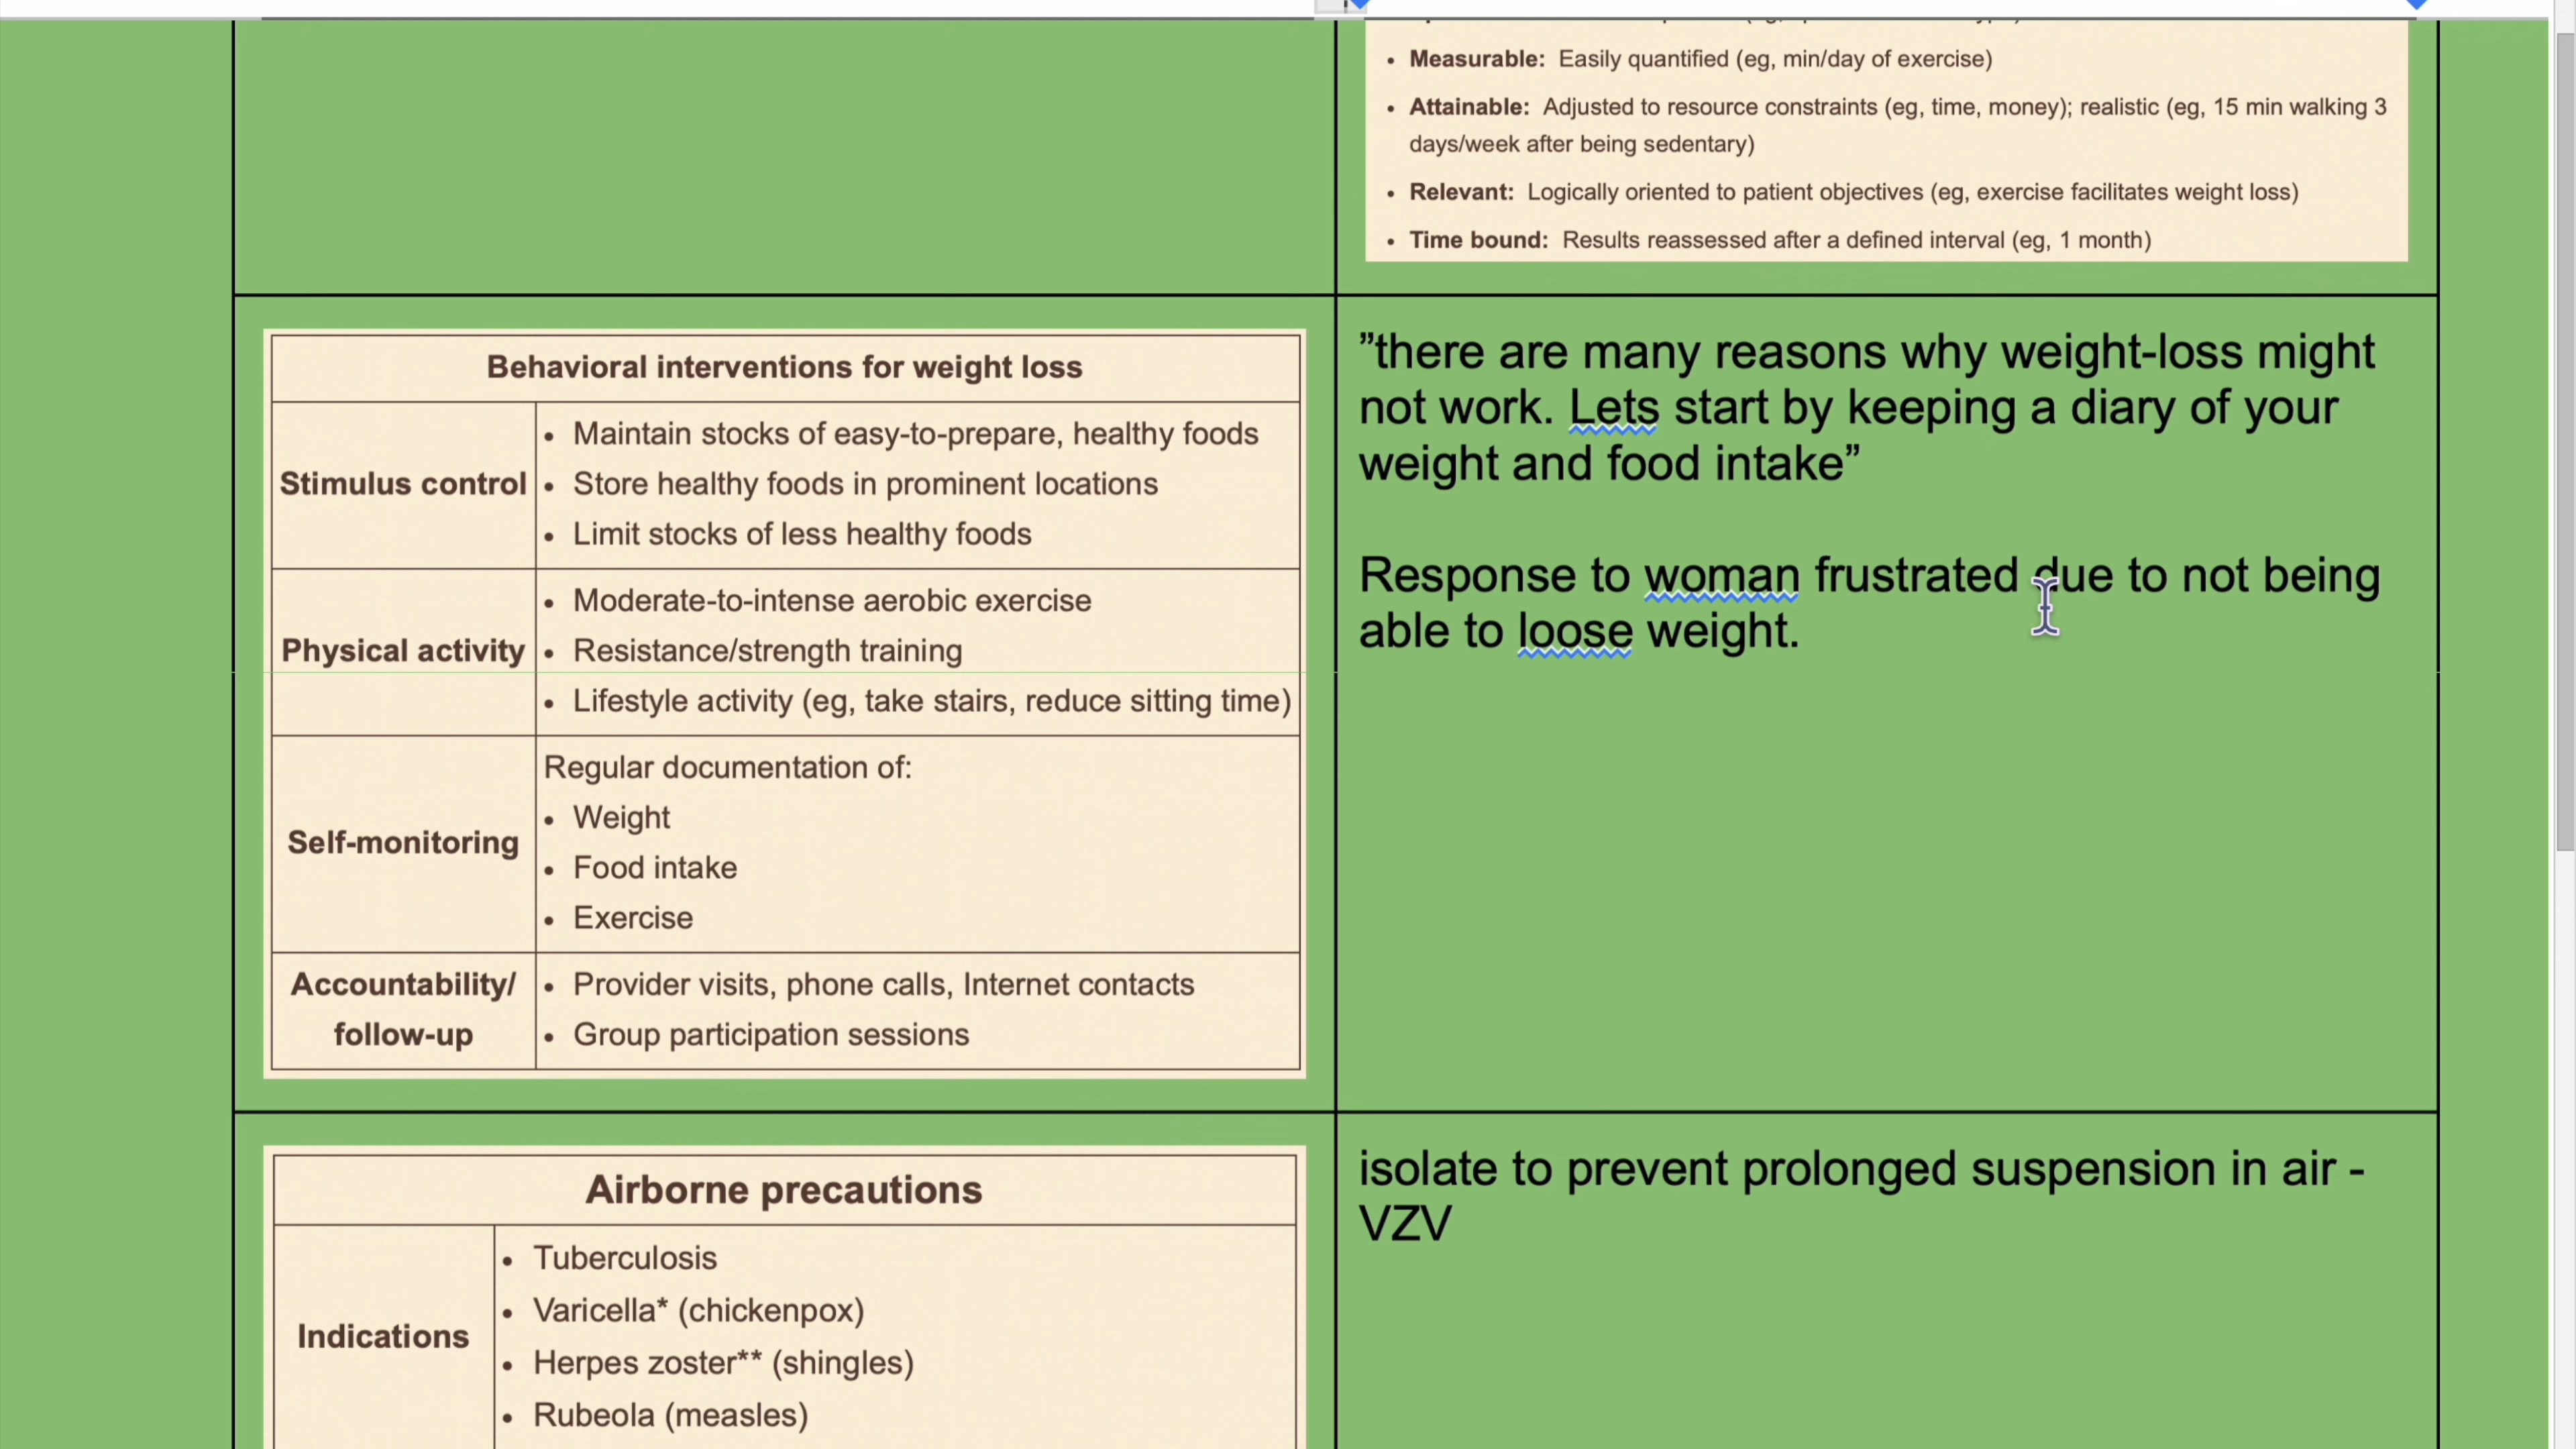 • Measurable: Easily quantified (eg, min/day of exercise)
• Attainable: Adjusted to resource constraints (eg, time, money); realistic (eg, 15 min walking 3
days/week after being sedentary)
• Relevant: Logically oriented to patient objectives (eg, exercise facilitates weight loss)
• Time bound: Results reassessed after a defined interval (eg, 1 month)
Behavioral interventions for weight loss
Stimulus control
• Maintain stocks of easy-to-prepare, healthy foods
• Store healthy foods in prominent locations
• Limit stocks of less healthy foods
Physical activity
• Moderate-to-intense aerobic exercise
• Resistance/strength training
• Lifestyle activity (eg, take stairs, reduce sitting time)
Self-monitoring
Regular documentation of:
• Weight
• Food intake
• Exercise
Accountability/
follow-up
• Provider visits, phone calls, Internet contacts
• Group participation sessions
”there are many reasons why weight-loss might
not work. Lets start by keeping a diary of your
weight and food intake”
Response to woman frustrated due to not being
able to loose weight.
Airborne precautions
Indications
• Tuberculosis
• Varicella* (chickenpox)
• Herpes zoster** (shingles)
• Rubeola (measles)
isolate to prevent prolonged suspension in air -
VZV